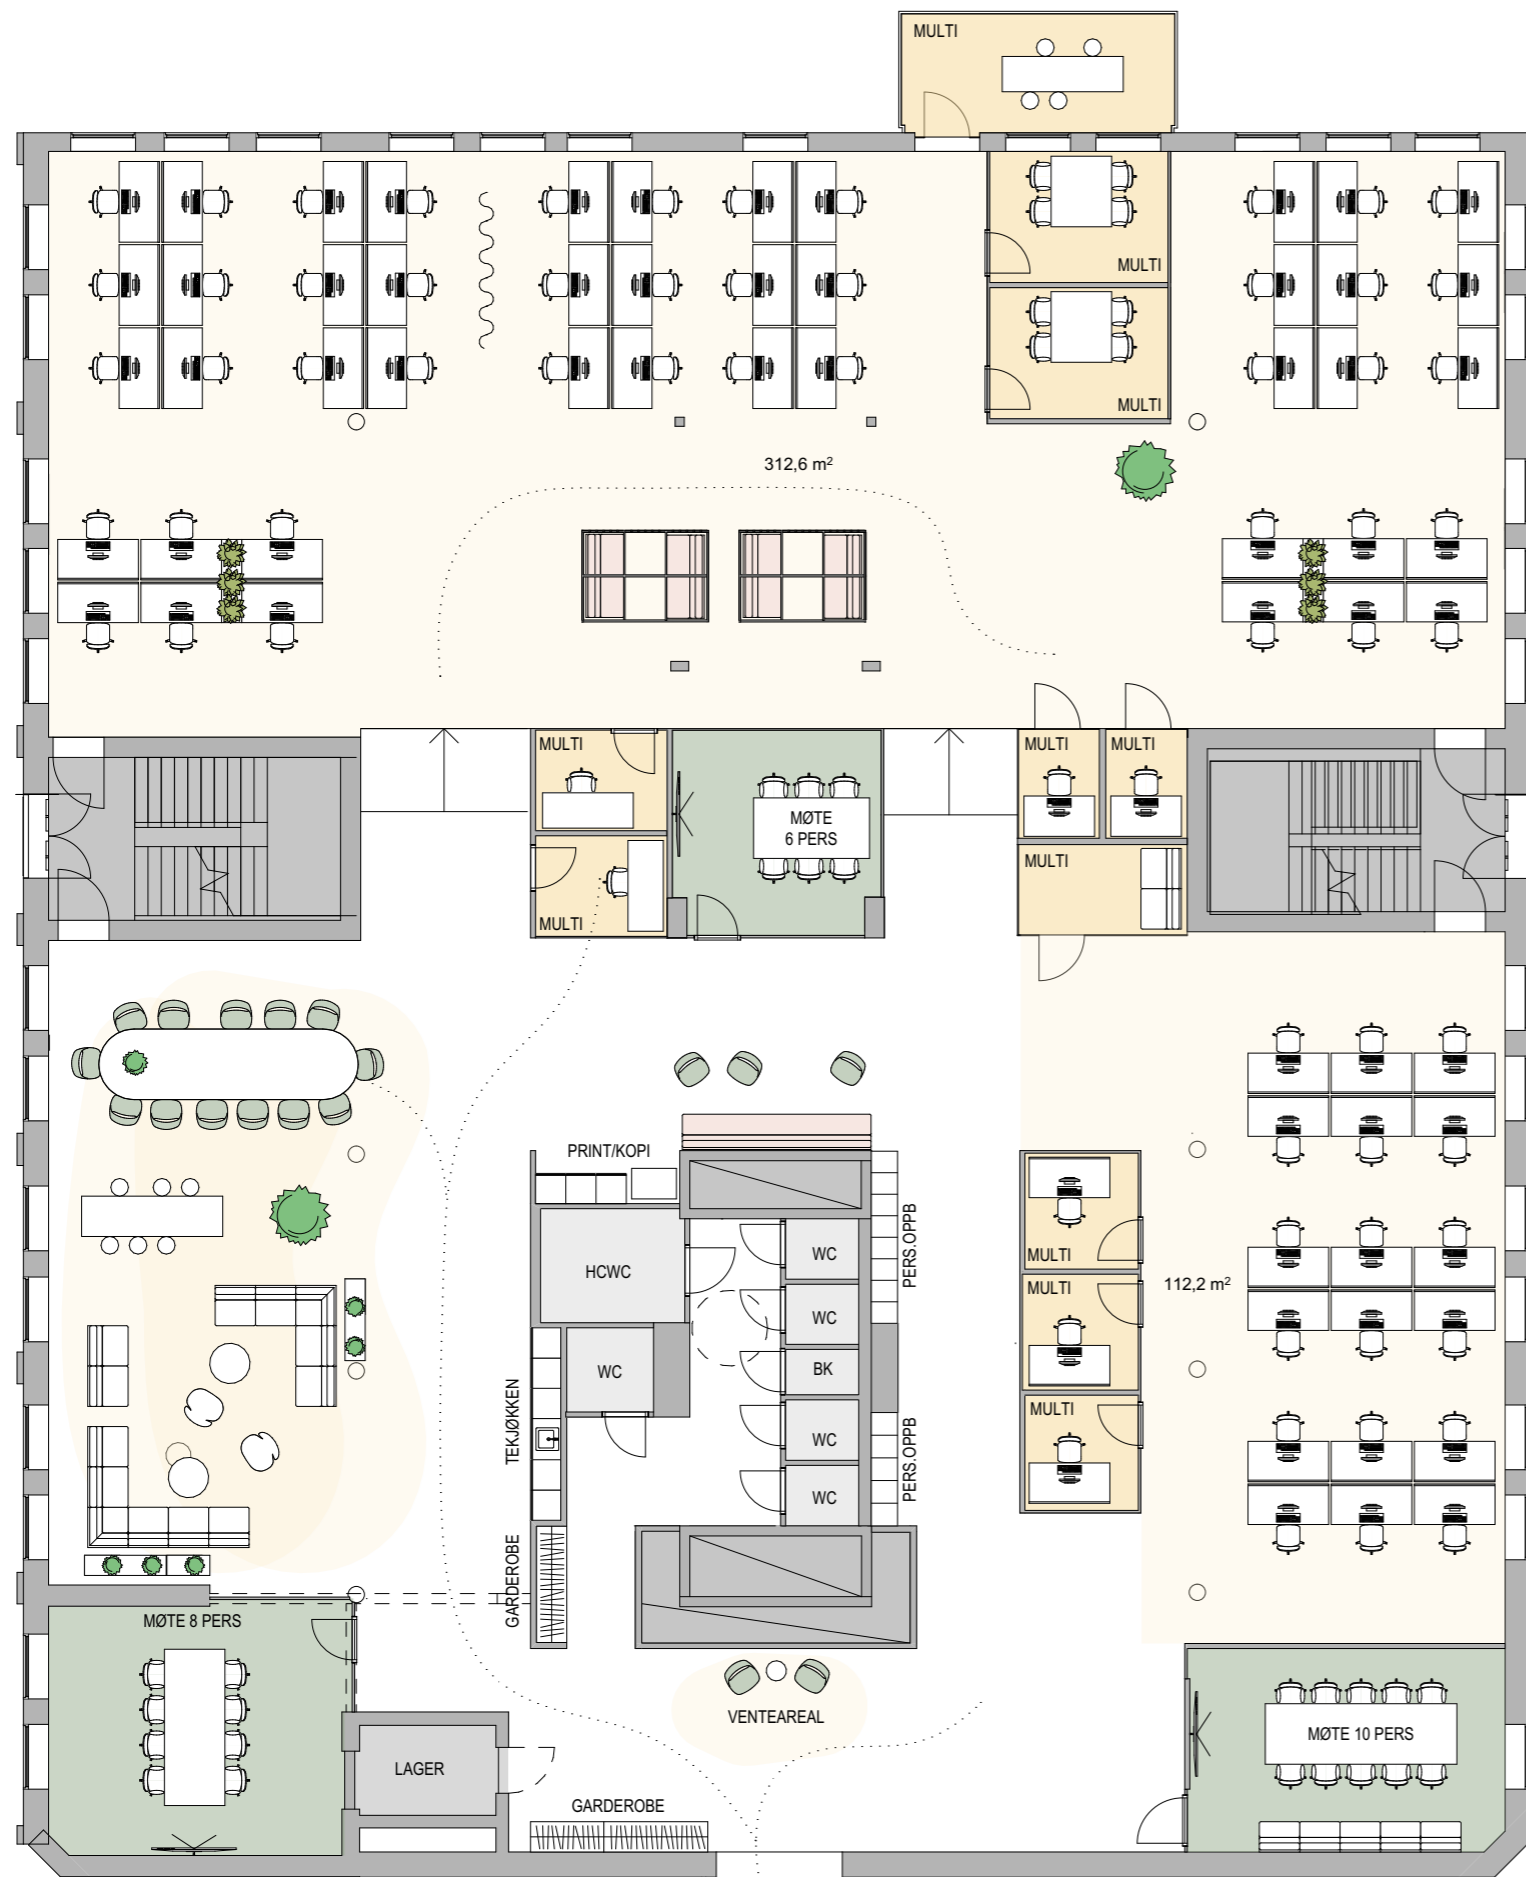 MULTI
MULTI
MULTI
312,6 m²
MULTI
MULTI
MULTI
MØTE
6 PERS
MULTI
MULTI
PRINT/KOPI
PERS.OPPB
WC
HCWC
MULTI
112,2 m²
MULTI
WC
WC
BK
TEKJØKKEN
MULTI
WC
PERS.OPPB
WC
GARDEROBE
MØTE 8 PERS
VENTEAREAL
MØTE 10 PERS
LAGER
GARDEROBE